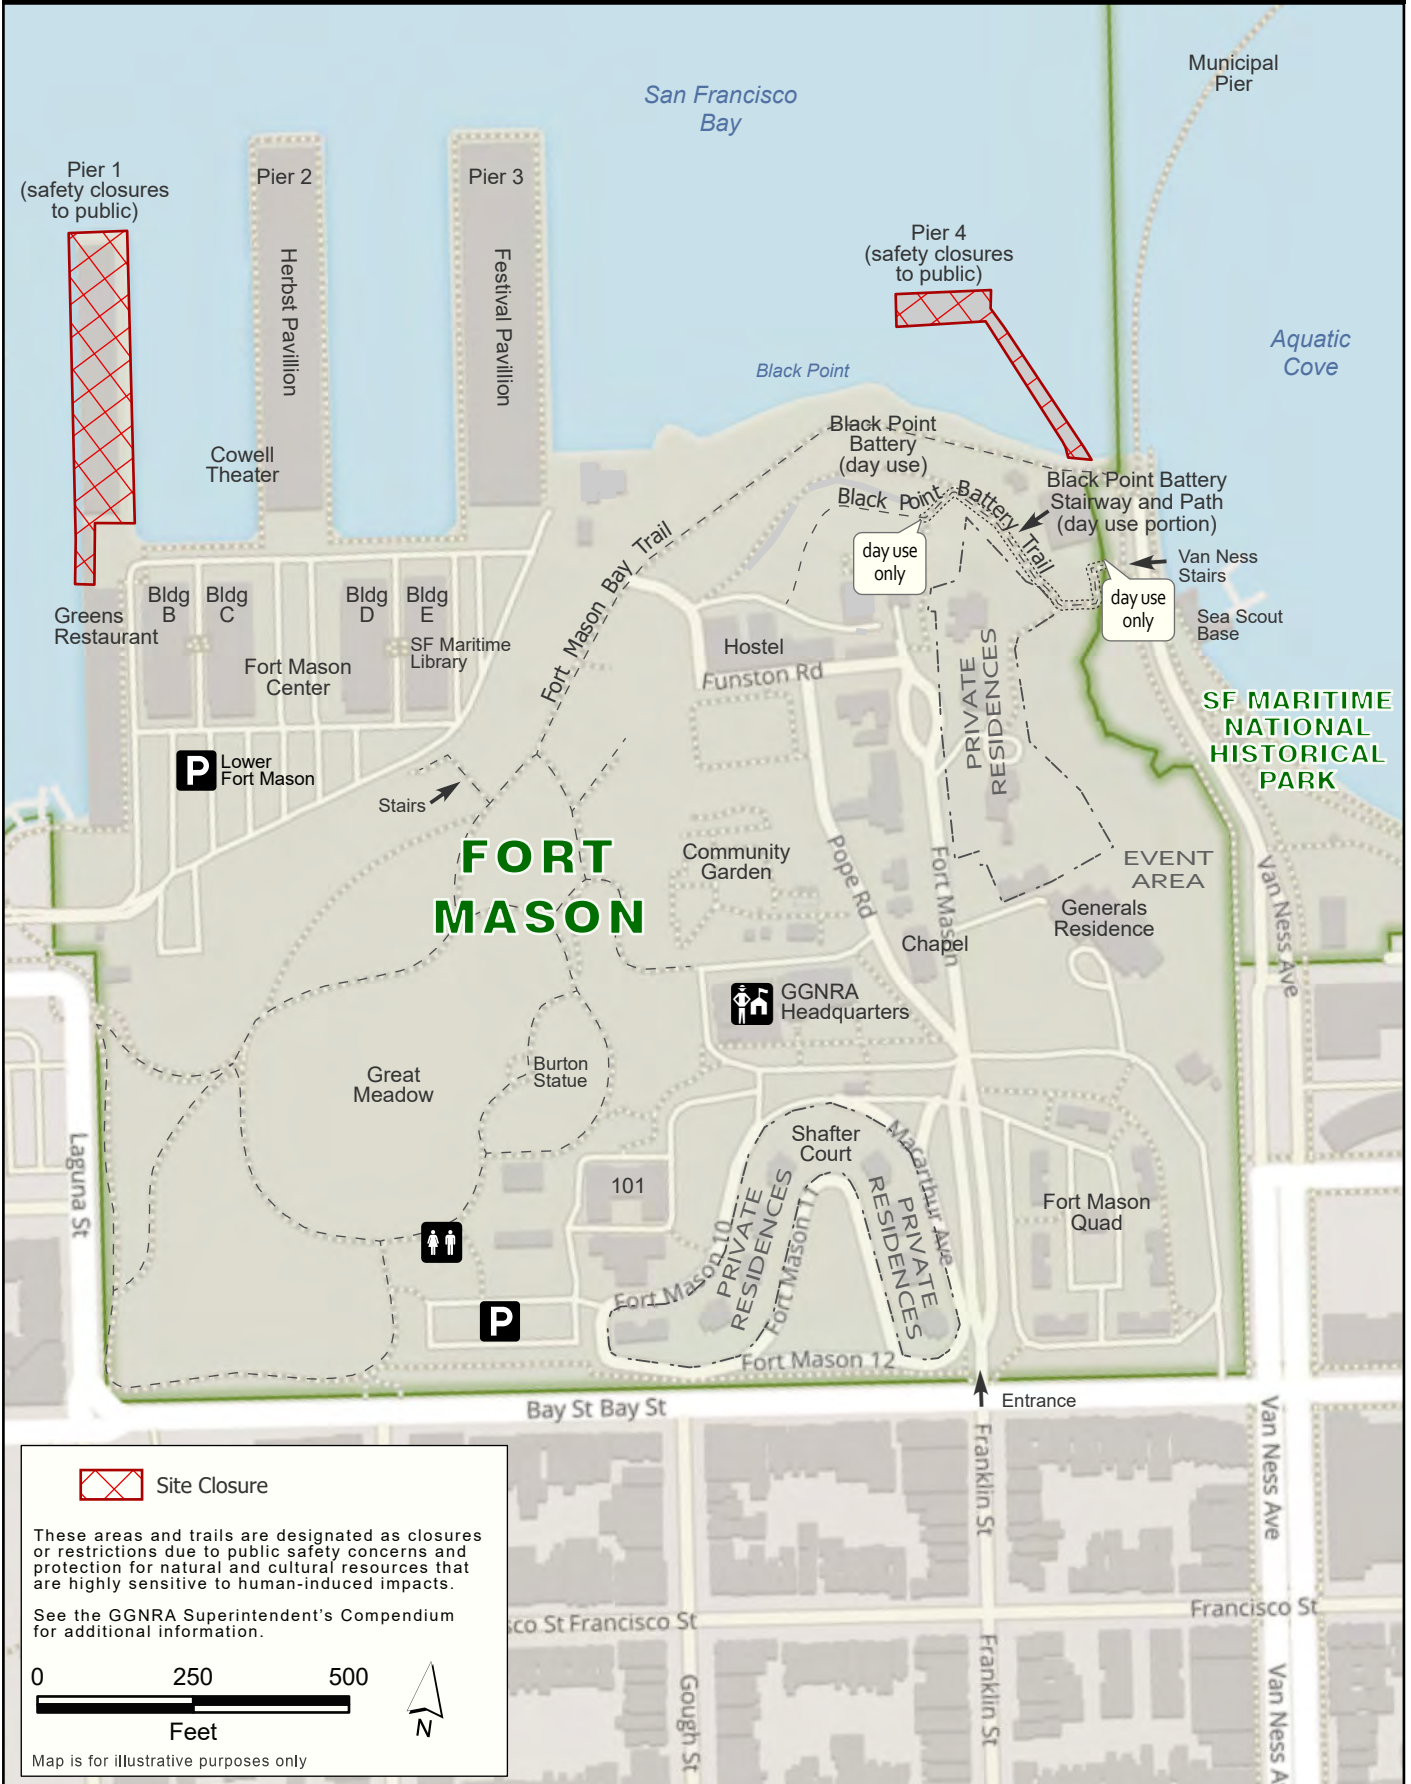 Municipal
Pier
San Francisco
Bay
Pier 1
(safety closures
to public)
Pier 2
Pier 3
Herbst Pavillion
Festival Pavillion
Pier 4
(safety closures
to public)
Aquatic
Cove
Black Point
Cowell
Theater
Black Point
Battery
(day use)
Black Point Battery Trail
Black Point Battery
Stairway and Path
(day use portion)
day use
only
Van Ness
Stairs
day use
only
Sea Scout
Base
Fort Mason Bay Trail
Greens
Restaurant
Bldg
B
Bldg
C
Bldg
D
Bldg
E
SF Maritime
Library
Fort Mason
Center
Hostel
Funston Rd
PRIVATE
RESIDENCES
SF MARITIME
NATIONAL
HISTORICAL
PARK
P
Lower
Fort Mason
Stairs
FORT
MASON
Community
Garden
Pope Rd
Fort Mason
EVENT
AREA
Generals
Residence
Chapel
Van Ness Ave
GGNRA
Headquarters
Great
Meadow
Burton
Statue
Shafter
Court
Macarthur Ave
Laguna St
101
Fort Mason
Quad
PRIVATE
RESIDENCES
PRIVATE
RESIDENCES
Fort Mason 10
Fort Mason 17
P
Fort Mason 12
Entrance
Bay St Bay St
Franklin St
Van Ness Ave
Site Closure
These areas and trails are designated as closures
or restrictions due to public safety concerns and
protection for natural and cultural resources that
are highly sensitive to human-induced impacts.
See the GGNRA Superintendent's Compendium
for additional information.
0 250 500
Feet
N
Map is for illustrative purposes only
sco St Francisco St
Francisco St
Gough St
Franklin St
Van Ness A